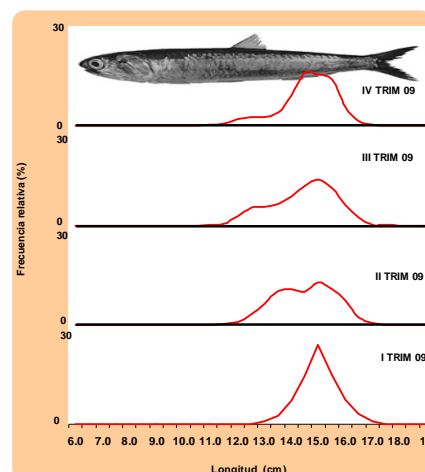 30
IV TRIM 09
0
30
III TRIM 09
0
30
II TRIM 09
0
30
I TRIM 09
0
Frecuencia relativa (%)
6.0 7.0 8.0 9.0 10.0 11.0 12.0 13.0 14.0 15.0 16.0 17.0 18.0
Longitud (cm)